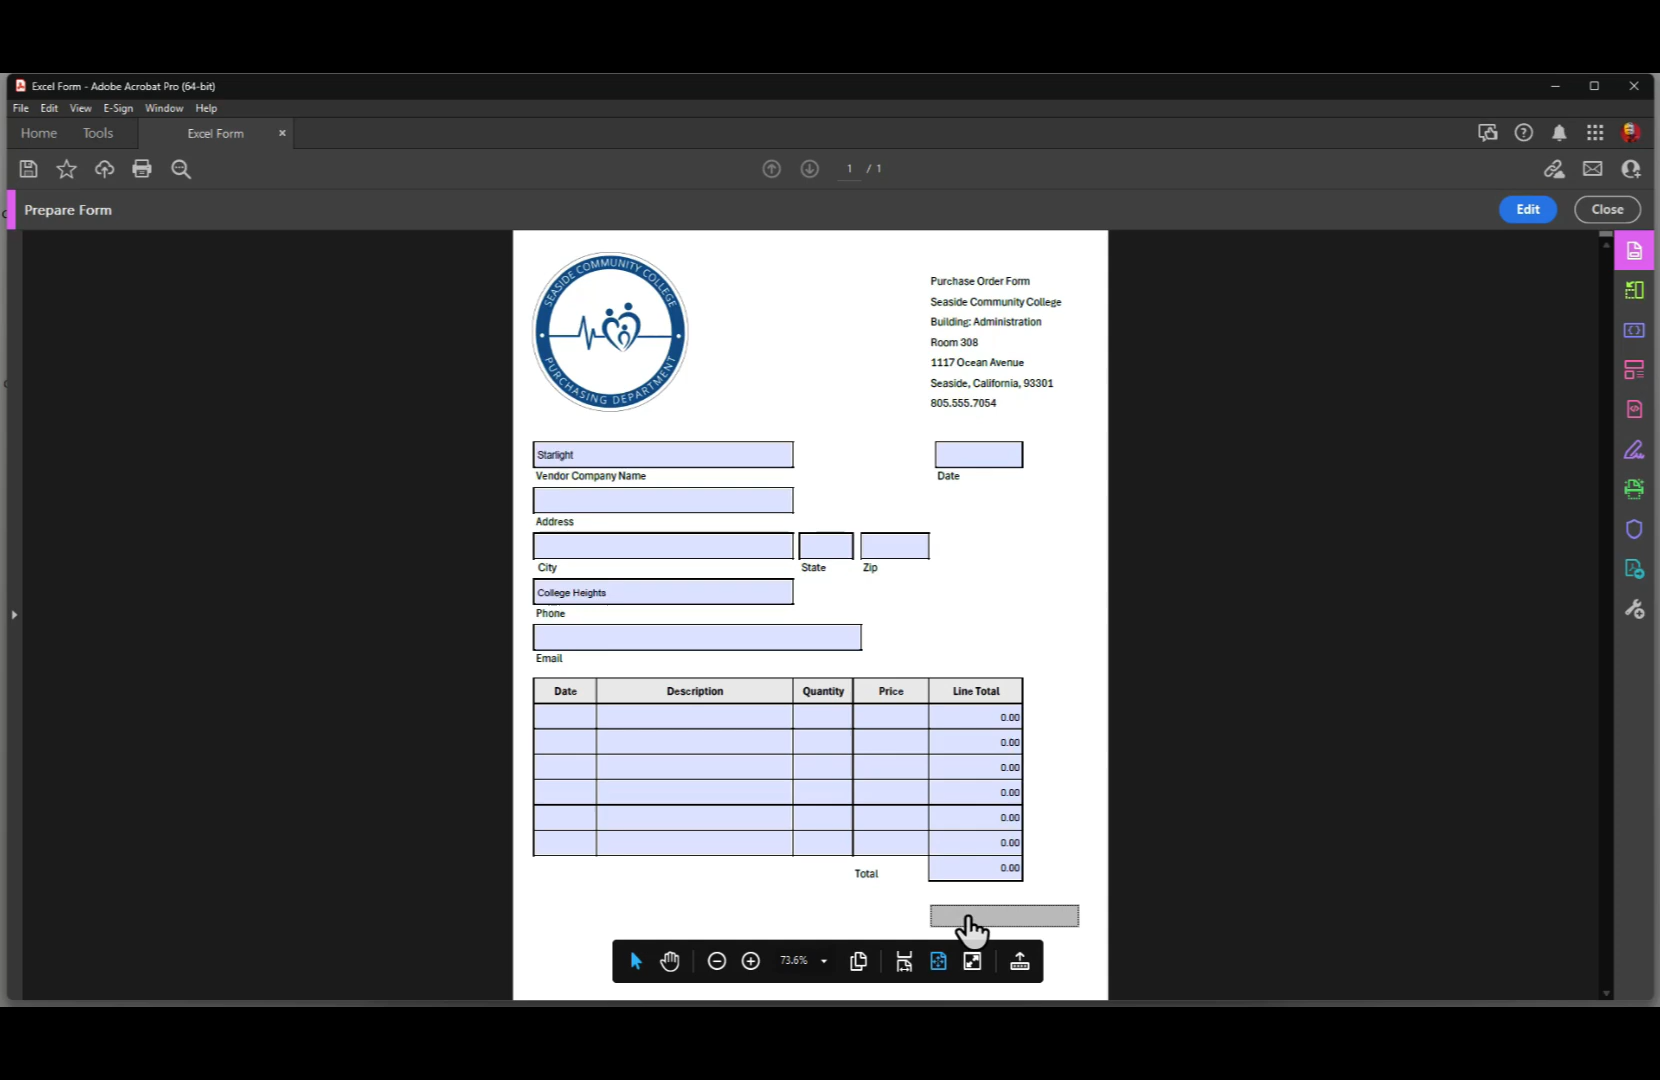 Excel Form - Adobe Acrobat Pro (64-bit)
File Edit View E-Sign Window Help
Home Tools Excel Form
1 / 1
Prepare Form
Edit Close
SEASIDE COMMUNITY COLLEGE
PURCHASING DEPARTMENT
Purchase Order Form
Seaside Community College
Building: Administration
Room 308
1117 Ocean Avenue
Seaside, California, 93301
805.555.7054
Starlight
Vendor Company Name Date
Address
City State Zip
College Heights
Phone
Email
Date Description Quantity Price Line Total
0.00
0.00
0.00
0.00
0.00
0.00
Total 0.00
73.6%